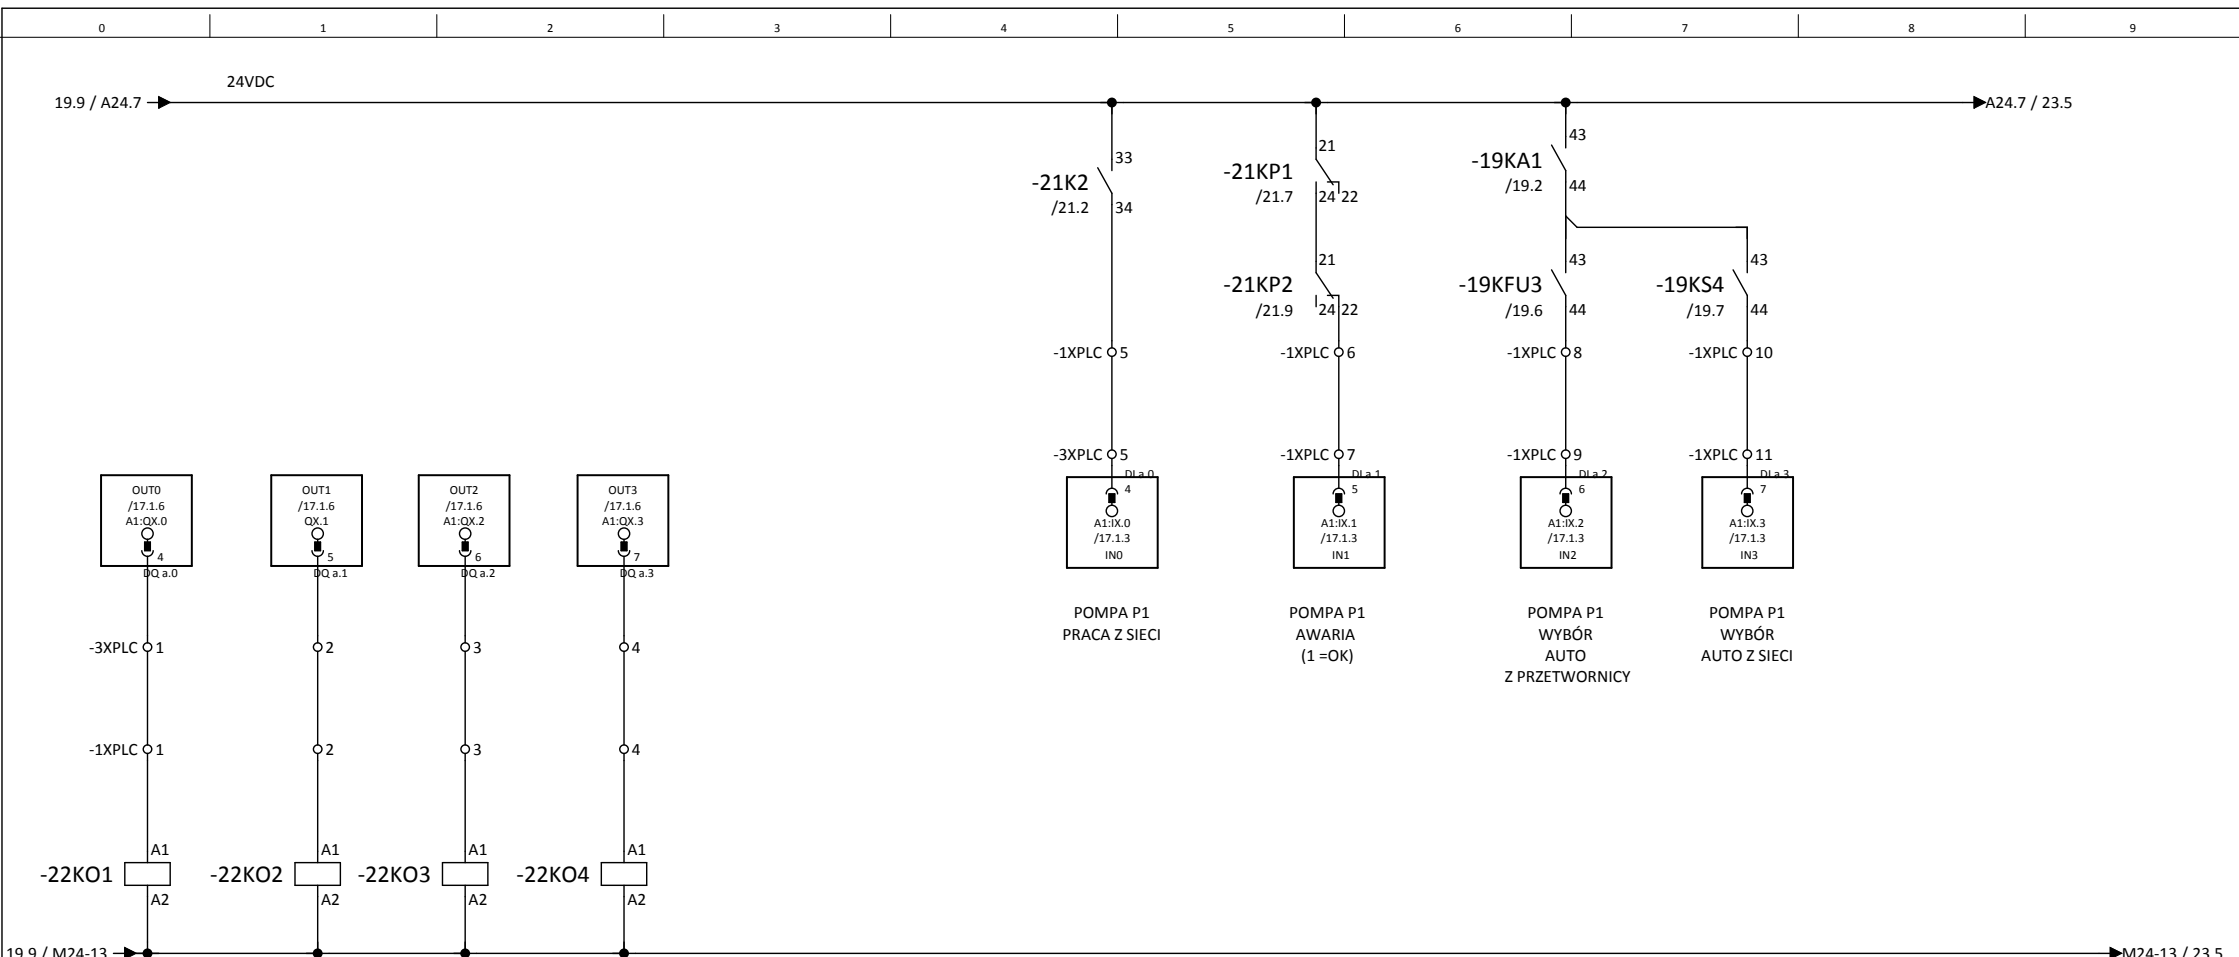 0 1 2 3 4 5 6 7 8 9
24VDC
19.9 / A24.7
A24.7 / 23.5
33
-21K2
/21.2
34
21
-21KP1
/21.7
24 22
21
-21KP2
/21.9
24 22
43
-19KA1
/19.2
44
43
-19KFU3
/19.6
44
43
-19KS4
/19.7
44
-1XPLC 5
-1XPLC 6
-1XPLC 8
-1XPLC 10
-3XPLC 5
-1XPLC 7
-1XPLC 9
-1XPLC 11
OUT0
/17.1.6
A1:QX.0
4
DQ a.0
OUT1
/17.1.6
QX.1
5
DQ a.1
OUT2
/17.1.6
A1:QX.2
6
DQ a.2
OUT3
/17.1.6
A1:QX.3
7
DQ a.3
DI a.0
4
A1:IX.0
/17.1.3
IN0
DI a.1
5
A1:IX.1
/17.1.3
IN1
DI a.2
6
A1:IX.2
/17.1.3
IN2
DI a.3
7
A1:IX.3
/17.1.3
IN3
POMPA P1
PRACA Z SIECI
POMPA P1
AWARIA
(1 =OK)
POMPA P1
WYBÓR
AUTO
Z PRZETWORNICY
POMPA P1
WYBÓR
AUTO Z SIECI
-3XPLC 1 2 3 4
-1XPLC 1 2 3 4
A1
-22KO1
A2
A1
-22KO2
A2
A1
-22KO3
A2
A1
-22KO4
A2
19.9 / M24-13
M24-13 / 23.5